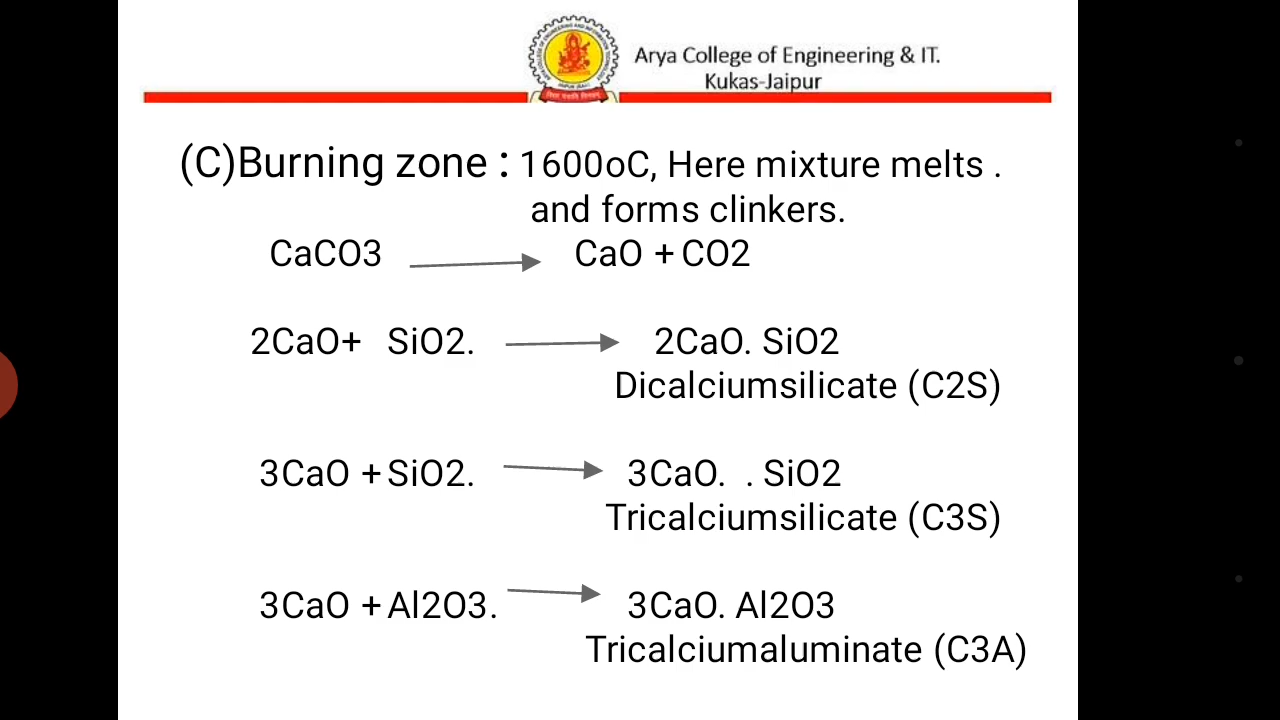 Arya College of Engineering & IT.
Kukas-Jaipur
(C)Burning zone : 1600oC, Here mixture melts .
and forms clinkers.
CaCO3 CaO + CO2
2CaO+ SiO2. 2CaO. SiO2
Dicalciumsilicate (C2S)
3CaO + SiO2. 3CaO. . SiO2
Tricalciumsilicate (C3S)
3CaO + Al2O3. 3CaO. Al2O3
Tricalciumaluminate (C3A)